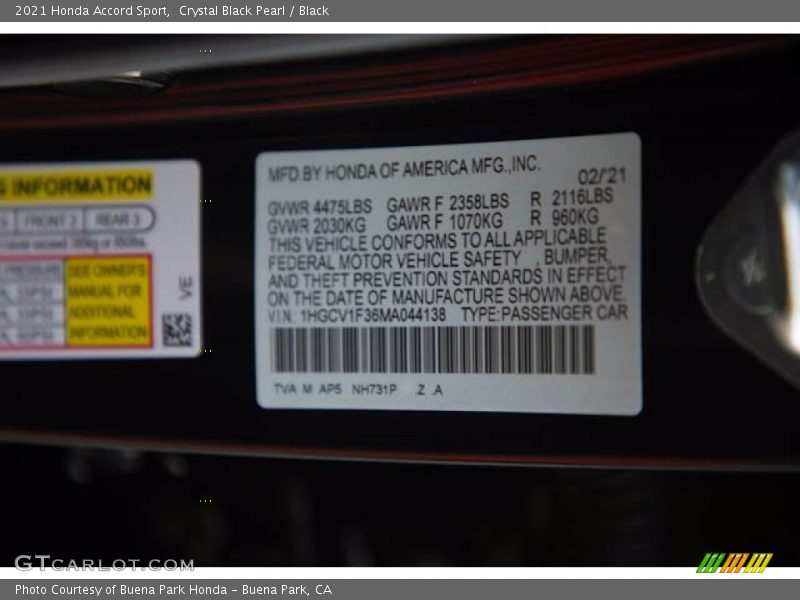 2021 Honda Accord Sport, Crystal Black Pearl / Black
G INFORMATION
FRONT 2 REAR 3
SEE OWNER'S
MANUAL FOR
ADDITIONAL
INFORMATION
VE
MFD.BY HONDA OF AMERICA MFG.,INC.
02/'21
GVWR 4475LBS GAWR F 2358LBS R 2116LBS
GVWR 2030KG GAWR F 1070KG R 960KG
THIS VEHICLE CONFORMS TO ALL APPLICABLE
FEDERAL MOTOR VEHICLE SAFETY , BUMPER,
AND THEFT PREVENTION STANDARDS IN EFFECT
ON THE DATE OF MANUFACTURE SHOWN ABOVE.
V.I.N: 1HGCV1F36MA044138 TYPE:PASSENGER CAR
TVA M AP5 NH731P .Z .A
GTCARLOT.COM
Photo Courtesy of Buena Park Honda - Buena Park, CA